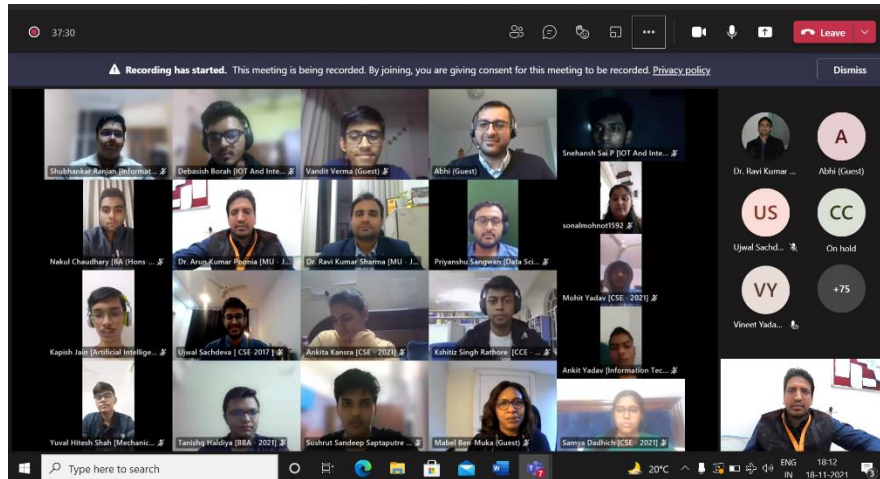 37:30
Leave
Recording has started. This meeting is being recorded. By joining, you are giving consent for this meeting to be recorded. Privacy policy
Dismiss
Shubhankar Ranjan [Informat...
Debasish Borah [IOT And Inte...
Vandit Verma (Guest)
Abhi (Guest)
Snehansh Sai P [IOT And Inte...
Dr. Ravi Kumar ...
A
Abhi (Guest)
Nakul Chaudhary [BA (Hons- ...
Dr. Arun Kumar Poonia [MU - J...
Dr. Ravi Kumar Sharma [MU - J...
Priyanshu Sangwan [Data Sci...
sonalmohnot1592
US
Ujwal Sachd...
CC
On hold
Kapish Jain [Artificial Intellige...
Ujwal Sachdeva [ CSE-2017 ]
Ankita Kansra [CSE - 2021]
Kshitiz Singh Rathore [CCE - ...
Mohit Yadav [CSE - 2021]
Ankit Yadav [Information Tec...
VY
Vineet Yada...
+75
Yuval Hitesh Shah [Mechanic...
Tanishq Haldiya [BBA - 2021]
Sushrut Sandeep Saptaputre ...
Mabel Ben-Muka (Guest)
Samya Dadhich [CSE - 2021]
Type here to search
20°C
ENG
IN
18:12
18-11-2021